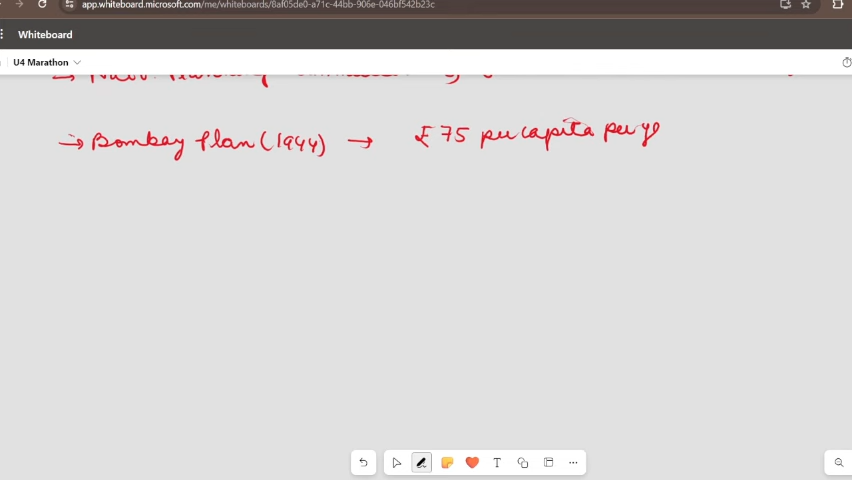 app.whiteboard.microsoft.com/me/whiteboards/8af05de0-a71c-44bb-906e-046bf542b23c
Whiteboard
U4 Marathon
→ Bombay Plan (1944) → ₹75 per capita per ye
T